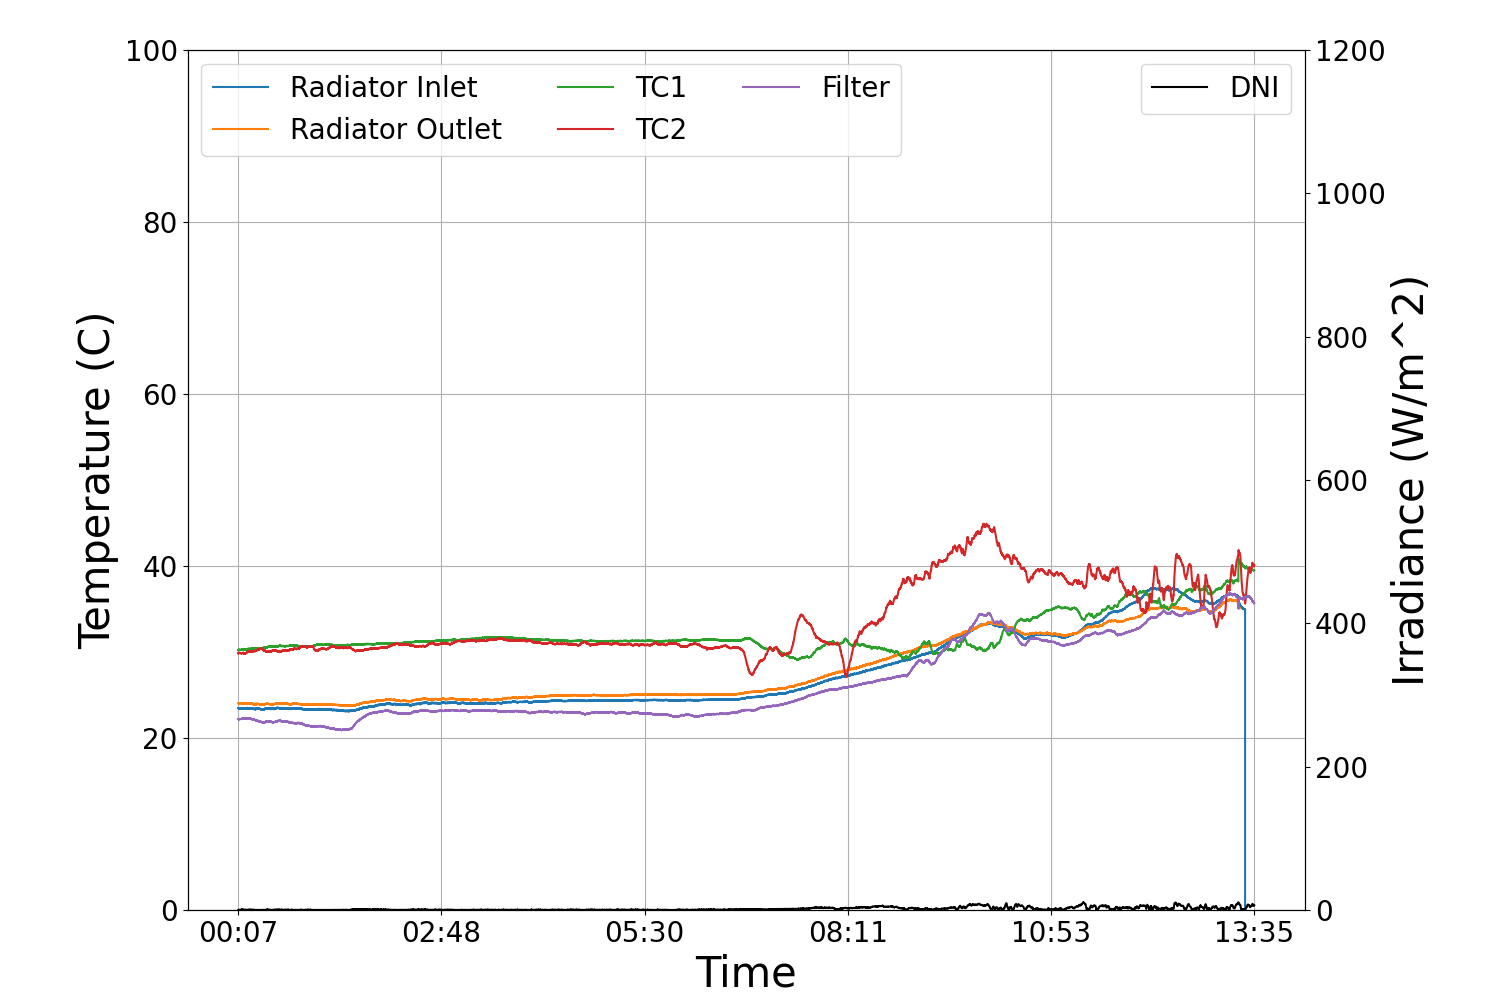 Radiator Inlet
Radiator Outlet
TC1
TC2
Filter
DNI
100
80
60
40
20
0
Temperature (C)
1200
1000
800
600
400
200
0
Irradiance (W/m^2)
00:07 02:48 05:30 08:11 10:53 13:35
Time